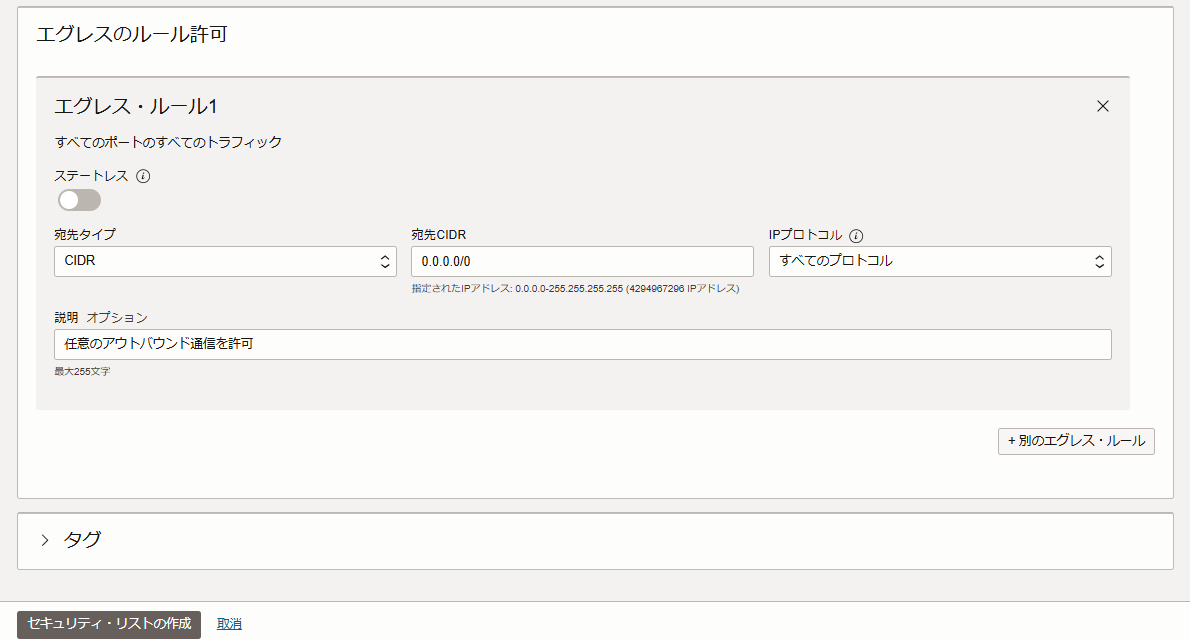 エグレスのルール許可
エグレス・ルール1
すべてのポートのすべてのトラフィック
ステートレス
宛先タイプ 宛先CIDR IPプロトコル
CIDR 0.0.0.0/0 すべてのプロトコル
指定されたIPアドレス: 0.0.0.0-255.255.255.255 (4294967296 IPアドレス)
説明 オプション
任意のアウトバウンド通信を許可
最大255文字
+ 別のエグレス・ルール
タグ
セキュリティ・リストの作成 取消